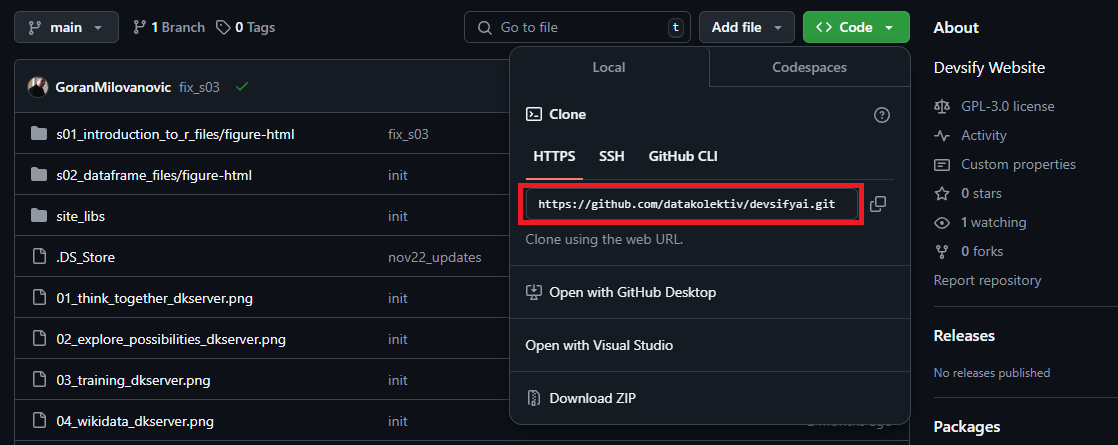 main
1 Branch
0 Tags
Go to file
t
Add file
Code
GoranMilovanovic fix_s03
s01_introduction_to_r_files/figure-html fix_s03
s02_dataframe_files/figure-html init
site_libs init
.DS_Store nov22_updates
01_think_together_dkserver.png init
02_explore_possibilities_dkserver.png init
03_training_dkserver.png init
04_wikidata_dkserver.png init
Local
Codespaces
Clone
?
HTTPS
SSH
GitHub CLI
https://github.com/datakolektiv/devsifyai.git
Clone using the web URL.
Open with GitHub Desktop
Open with Visual Studio
Download ZIP
About
Devsify Website
GPL-3.0 license
Activity
Custom properties
0 stars
1 watching
0 forks
Report repository
Releases
No releases published
Packages